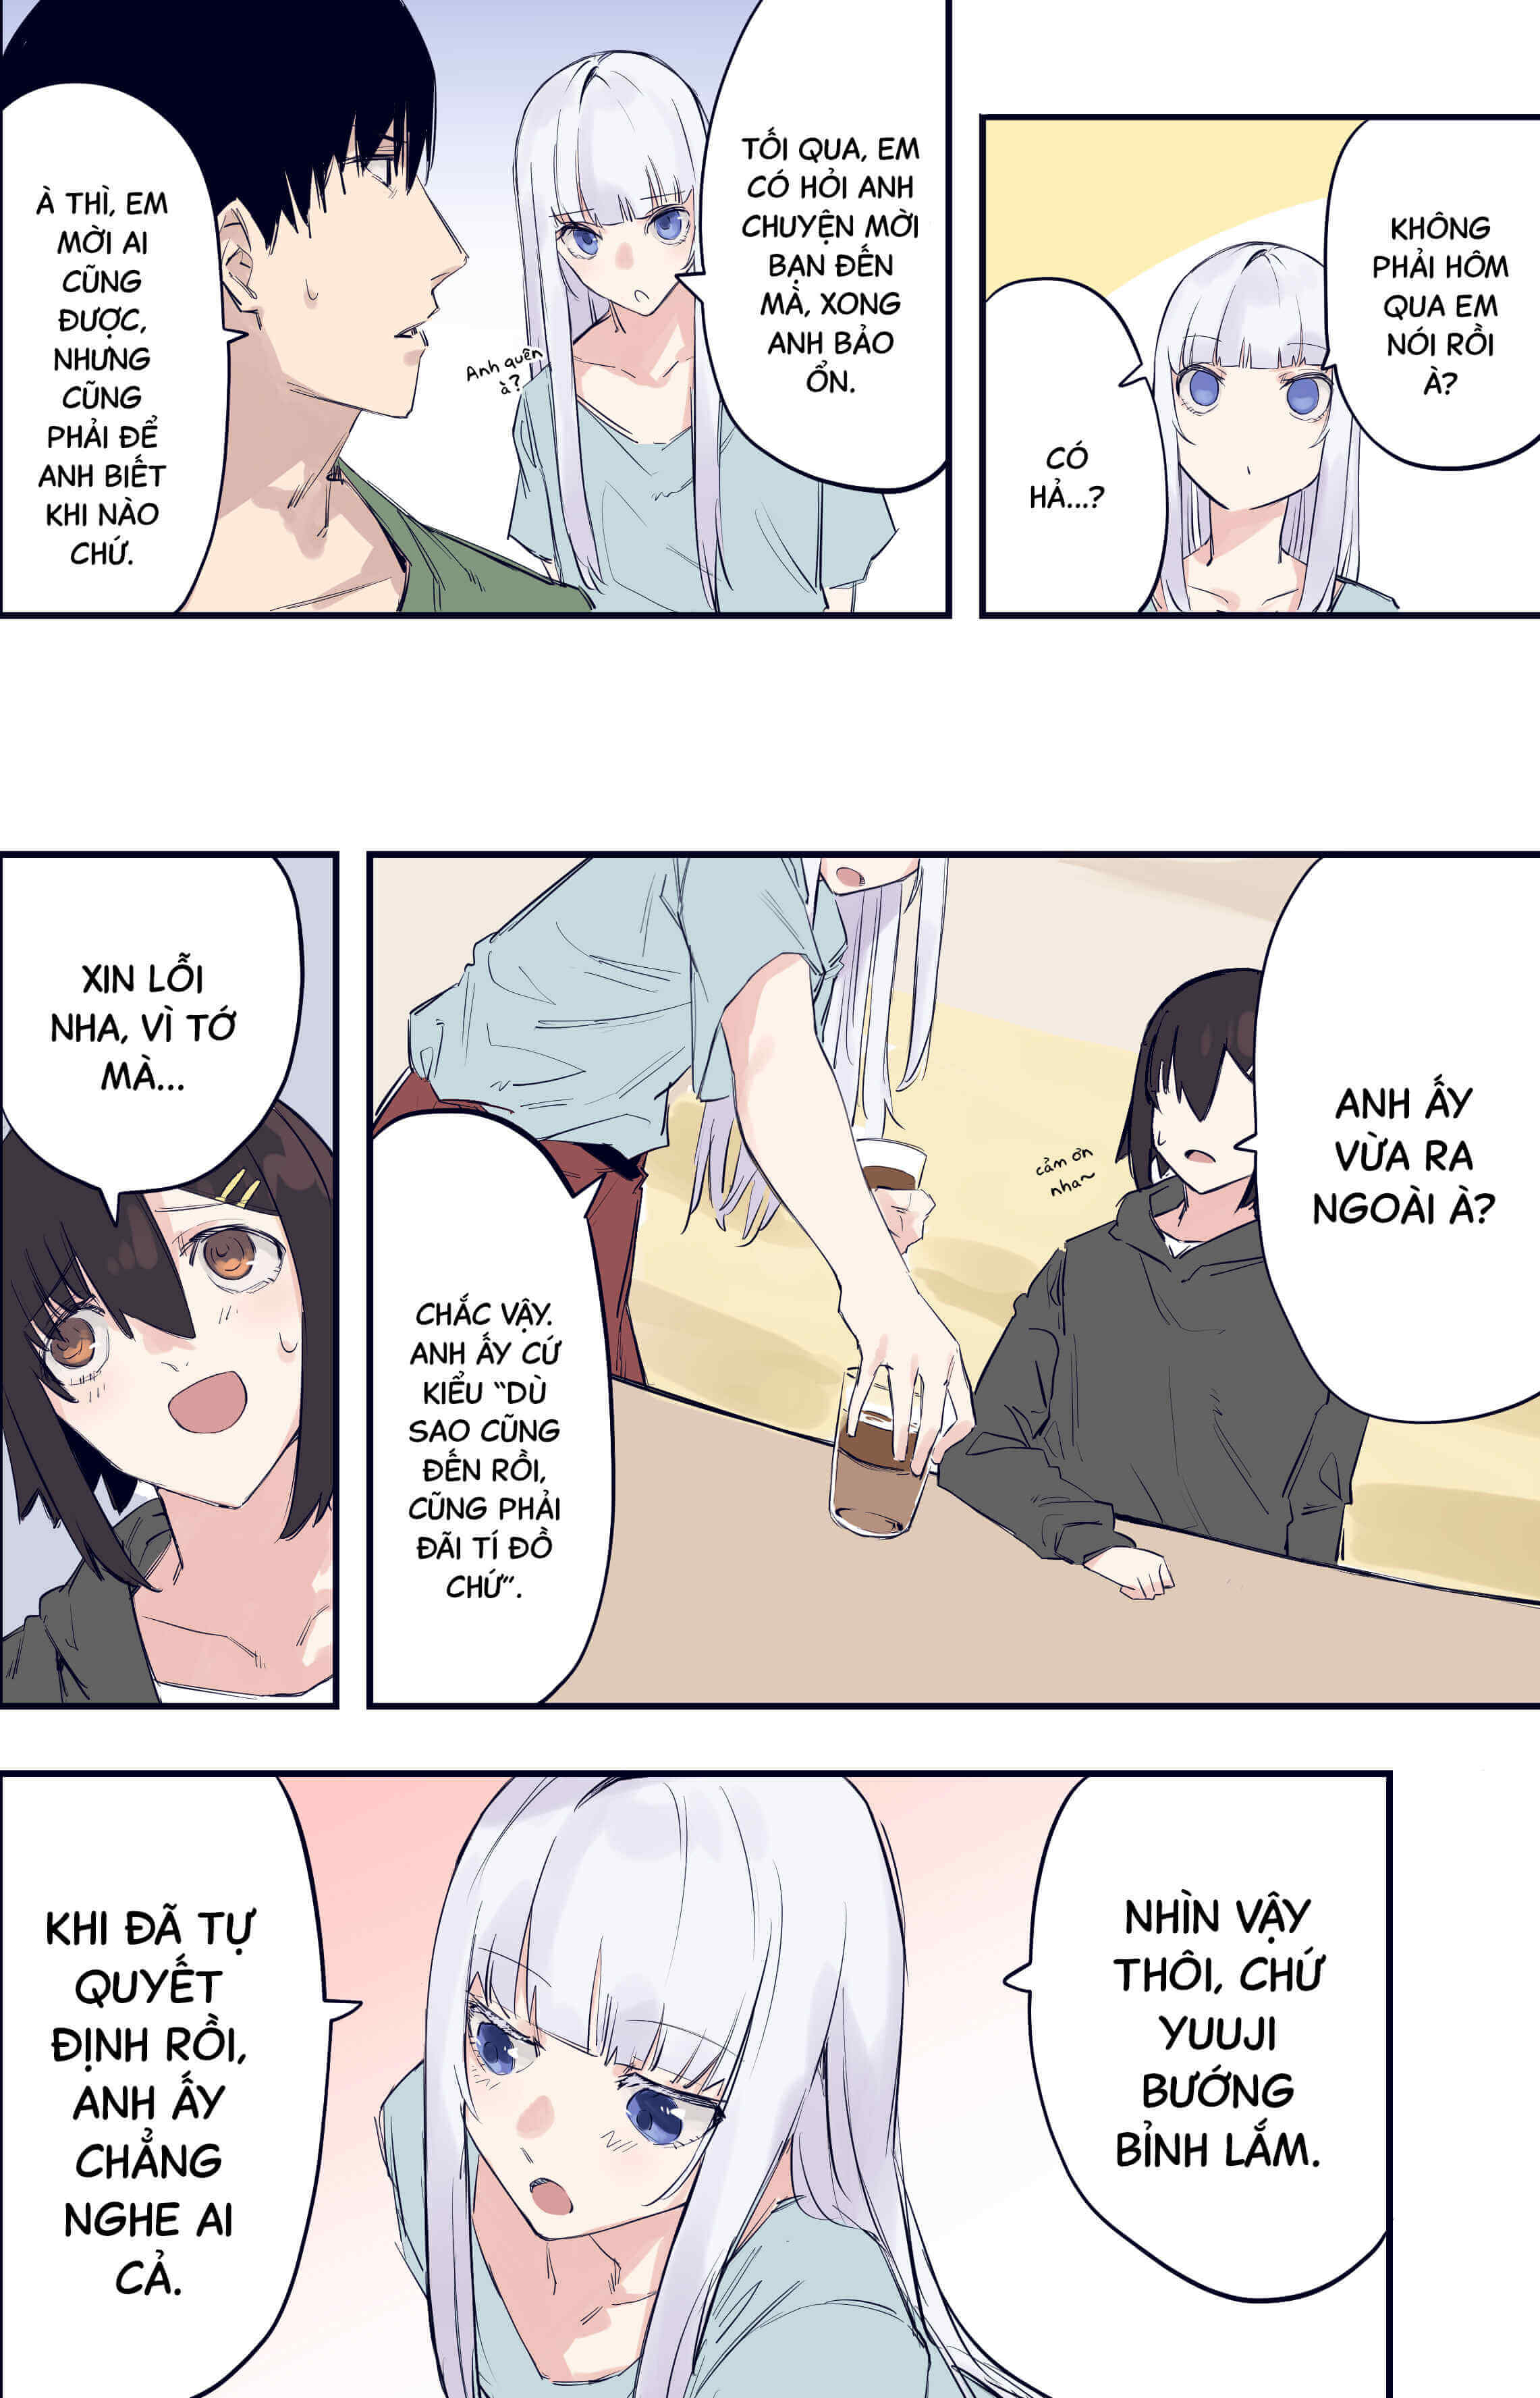 KHÔNG
PHẢI HÔM
QUA EM
NÓI RỒI
À?
CÓ
HẢ...?
TỐI QUA, EM
CÓ HỎI ANH
CHUYỆN MỜI
BẠN ĐẾN
MÀ, XONG
ANH BẢO
ỔN.
Anh quên
à?
À THÌ, EM
MỜI AI
CŨNG
ĐƯỢC,
NHƯNG
CŨNG
PHẢI ĐỂ
ANH BIẾT
KHI NÀO
CHỨ.
ANH ẤY
VỪA RA
NGOÀI À?
cảm ơn
nha~
CHẮC VẬY.
ANH ẤY CỨ
KIỂU “DÙ
SAO CŨNG
ĐẾN RỒI,
CŨNG PHẢI
ĐÃI TÍ ĐỒ
CHỨ”.
XIN LỖI
NHA, VÌ TỚ
MÀ...
NHÌN VẬY
THÔI, CHỨ
YUUJI
BƯỚNG
BỈNH LẮM.
KHI ĐÃ TỰ
QUYẾT
ĐỊNH RỒI,
ANH ẤY
CHẲNG
NGHE AI
CẢ.